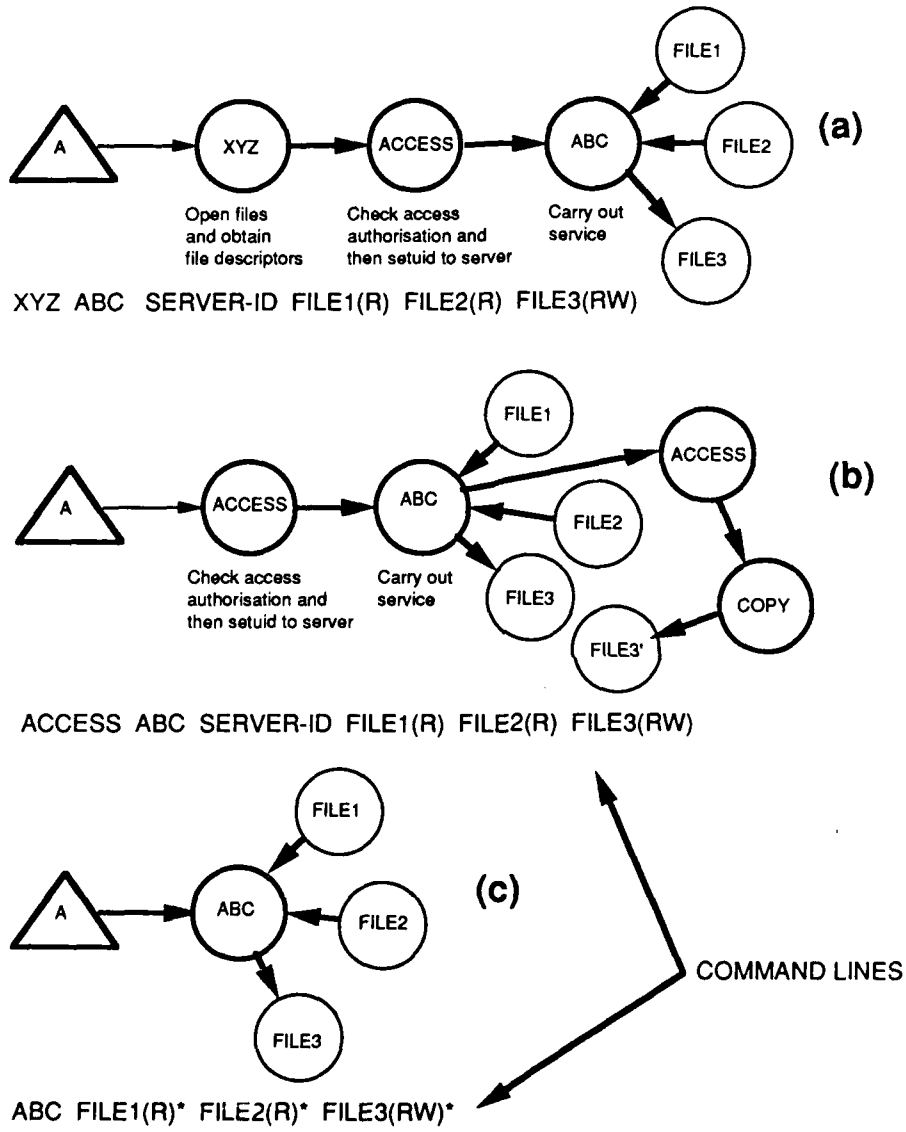 FILE1
(a)
A
XYZ
ACCESS
ABC
FILE2
Open files
and obtain
file descriptors
Check access
authorisation and
then setuid to server
Carry out
service
FILE3
XYZ ABC SERVER-ID FILE1(R) FILE2(R) FILE3(RW)
FILE1
ACCESS
(b)
A
ACCESS
ABC
FILE2
Check access
authorisation and
then setuid to server
Carry out
service
FILE3
COPY
FILE3'
ACCESS ABC SERVER-ID FILE1(R) FILE2(R) FILE3(RW)
FILE1
(c)
A
ABC
FILE2
COMMAND LINES
FILE3
ABC FILE1(R)* FILE2(R)* FILE3(RW)*